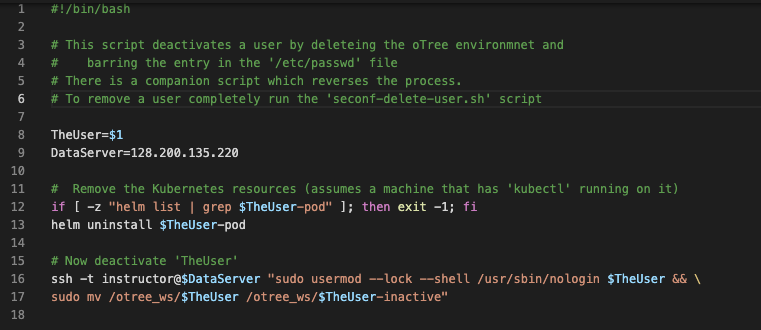 1 #!/bin/bash
2
3 # This script deactivates a user by deleteing the oTree environmnet and
4 #    barring the entry in the '/etc/passwd' file
5 # There is a companion script which reverses the process.
6 # To remove a user completely run the 'seconf-delete-user.sh' script
7
8 TheUser=$1
9 DataServer=128.200.135.220
10
11 #  Remove the Kubernetes resources (assumes a machine that has 'kubectl' running on it)
12 if [ -z "helm list | grep $TheUser-pod" ]; then exit -1; fi
13 helm uninstall $TheUser-pod
14
15 # Now deactivate 'TheUser'
16 ssh -t instructor@$DataServer "sudo usermod --lock --shell /usr/sbin/nologin $TheUser && \
17 sudo mv /otree_ws/$TheUser /otree_ws/$TheUser-inactive"
18